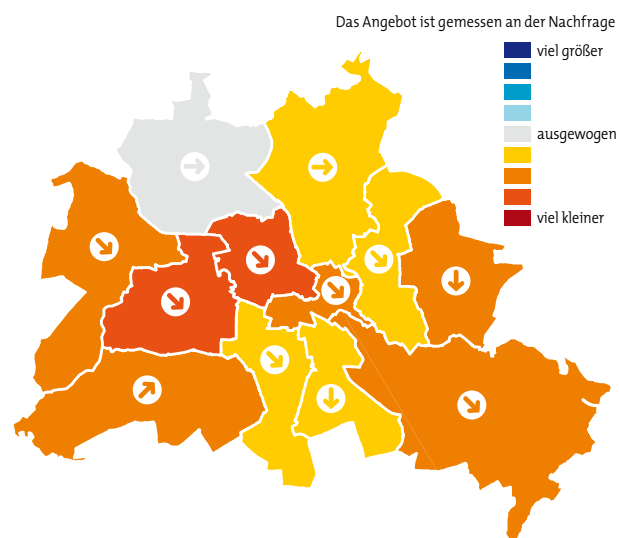 Das Angebot ist gemessen an der Nachfrage
viel größer
ausgewogen
viel kleiner